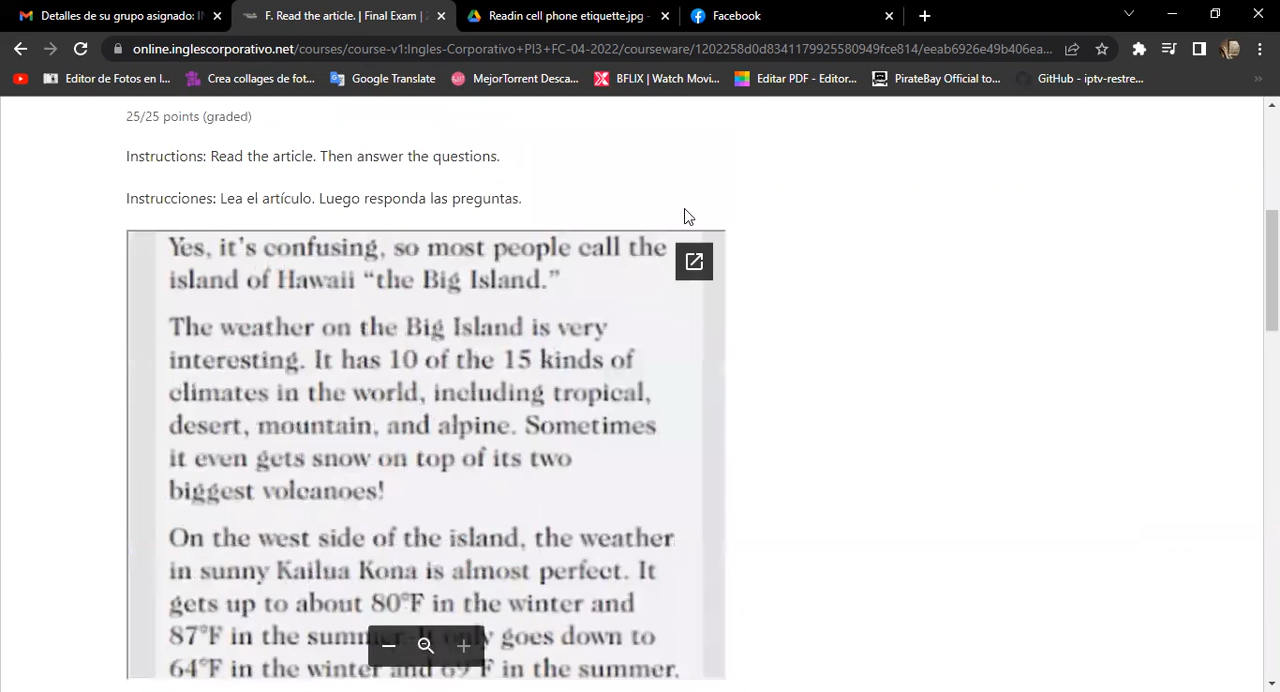 Detalles de su grupo asignado: IN
F. Read the article. | Final Exam |
Readin cell phone etiquette.jpg -
Facebook
online.inglescorporativo.net/courses/course-v1:Ingles-Corporativo+PI3+FC-04-2022/courseware/1202258d0d8341179925580949fce814/eeab6926e49b406ea...
Editor de Fotos en l...
Crea collages de fot...
Google Translate
MejorTorrent Desca...
BFLIX | Watch Movi...
Editar PDF - Editor...
PirateBay Official to...
GitHub - iptv-restre...
25/25 points (graded)
Instructions: Read the article. Then answer the questions.
Instrucciones: Lea el artículo. Luego responda las preguntas.
Yes, it's confusing, so most people call the
island of Hawaii “the Big Island.”
The weather on the Big Island is very
interesting. It has 10 of the 15 kinds of
climates in the world, including tropical,
desert, mountain, and alpine. Sometimes
it even gets snow on top of its two
biggest volcanoes!
On the west side of the island, the weather
in sunny Kailua Kona is almost perfect. It
gets up to about 80°F in the winter and
87°F in the summer. It only goes down to
64°F in the winter and 69°F in the summer.